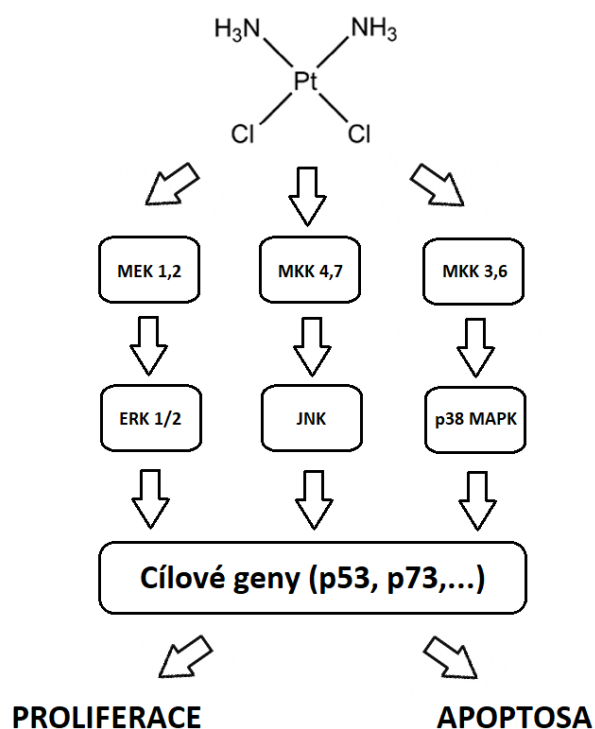 H₃N NH₃
Pt
Cl Cl
MEK 1,2 MKK 4,7 MKK 3,6
ERK 1/2 JNK p38 MAPK
Cílové geny (p53, p73,...)
PROLIFERACE APOPTOSA